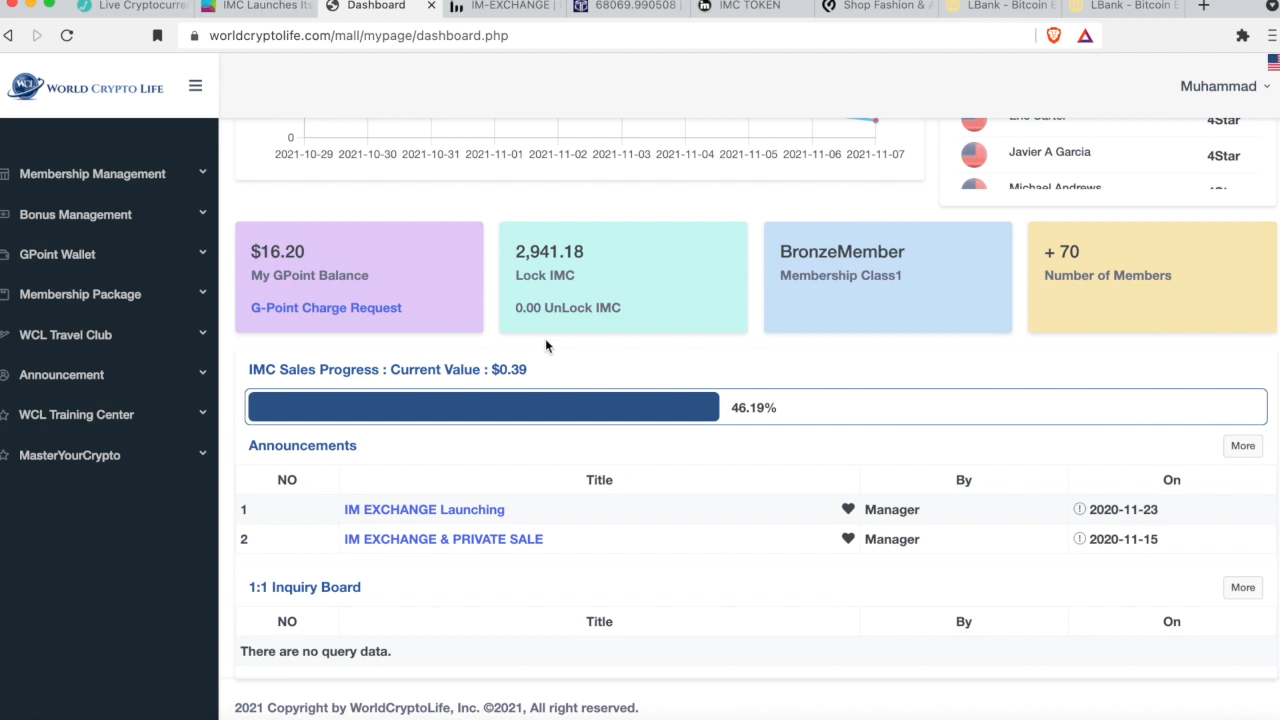 Live Cryptocurrer
IMC Launches Its
Dashboard
IM-EXCHANGE |
68069.990508 |
IMC TOKEN
Shop Fashion & A
LBank - Bitcoin E
LBank - Bitcoin E
worldcryptolife.com/mall/mypage/dashboard.php
WCL WORLD CRYPTO LIFE
Muhammad
Membership Management
Bonus Management
GPoint Wallet
Membership Package
WCL Travel Club
Announcement
WCL Training Center
MasterYourCrypto
0
2021-10-29 2021-10-30 2021-10-31 2021-11-01 2021-11-02 2021-11-03 2021-11-04 2021-11-05 2021-11-06 2021-11-07
4Star
Javier A Garcia 4Star
Michael Andrews
$16.20
My GPoint Balance
G-Point Charge Request
2,941.18
Lock IMC
0.00 UnLock IMC
BronzeMember
Membership Class1
+ 70
Number of Members
IMC Sales Progress : Current Value : $0.39
46.19%
Announcements More
NO Title By On
1 IM EXCHANGE Launching Manager 2020-11-23
2 IM EXCHANGE & PRIVATE SALE Manager 2020-11-15
1:1 Inquiry Board More
NO Title By On
There are no query data.
2021 Copyright by WorldCryptoLife, Inc. ©2021, All right reserved.